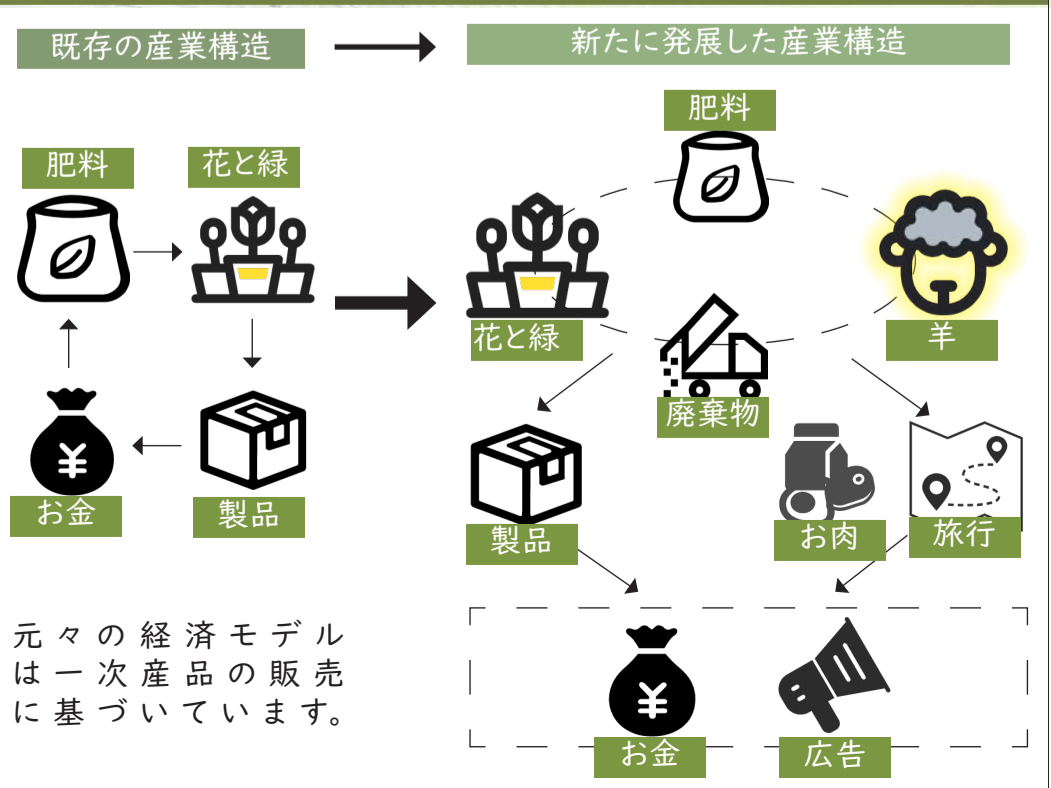 既存の産業構造
新たに発展した産業構造
肥料
花と緑
お金
製品
元々の経済モデル
は一次産品の販売
に基づいています。
肥料
花と緑
羊
廃棄物
製品
お肉
旅行
お金
広告